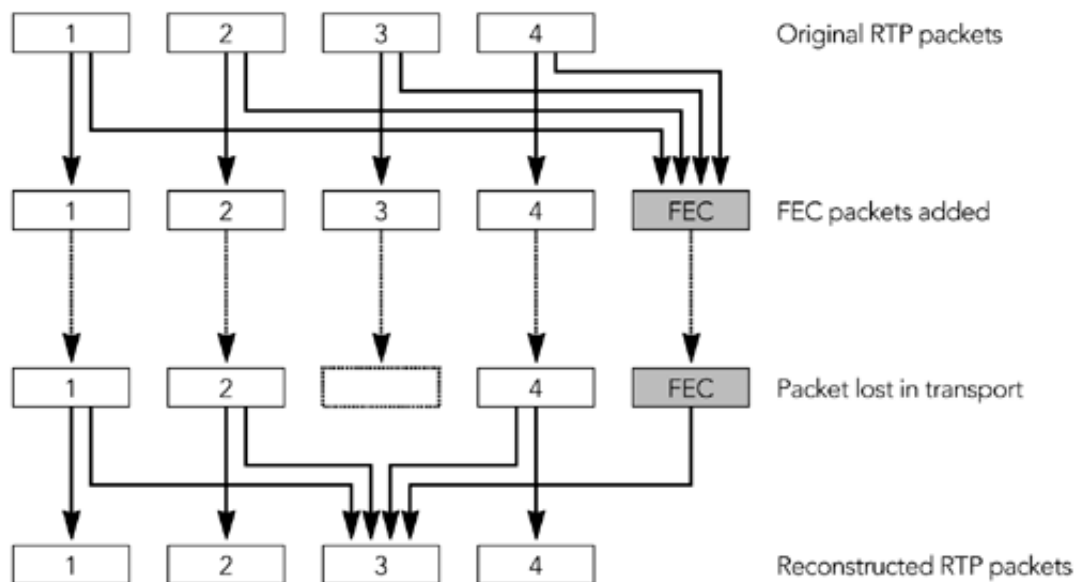 1 2 3 4 Original RTP packets
1 2 3 4 FEC FEC packets added
1 2 4 FEC Packet lost in transport
1 2 3 4 Reconstructed RTP packets